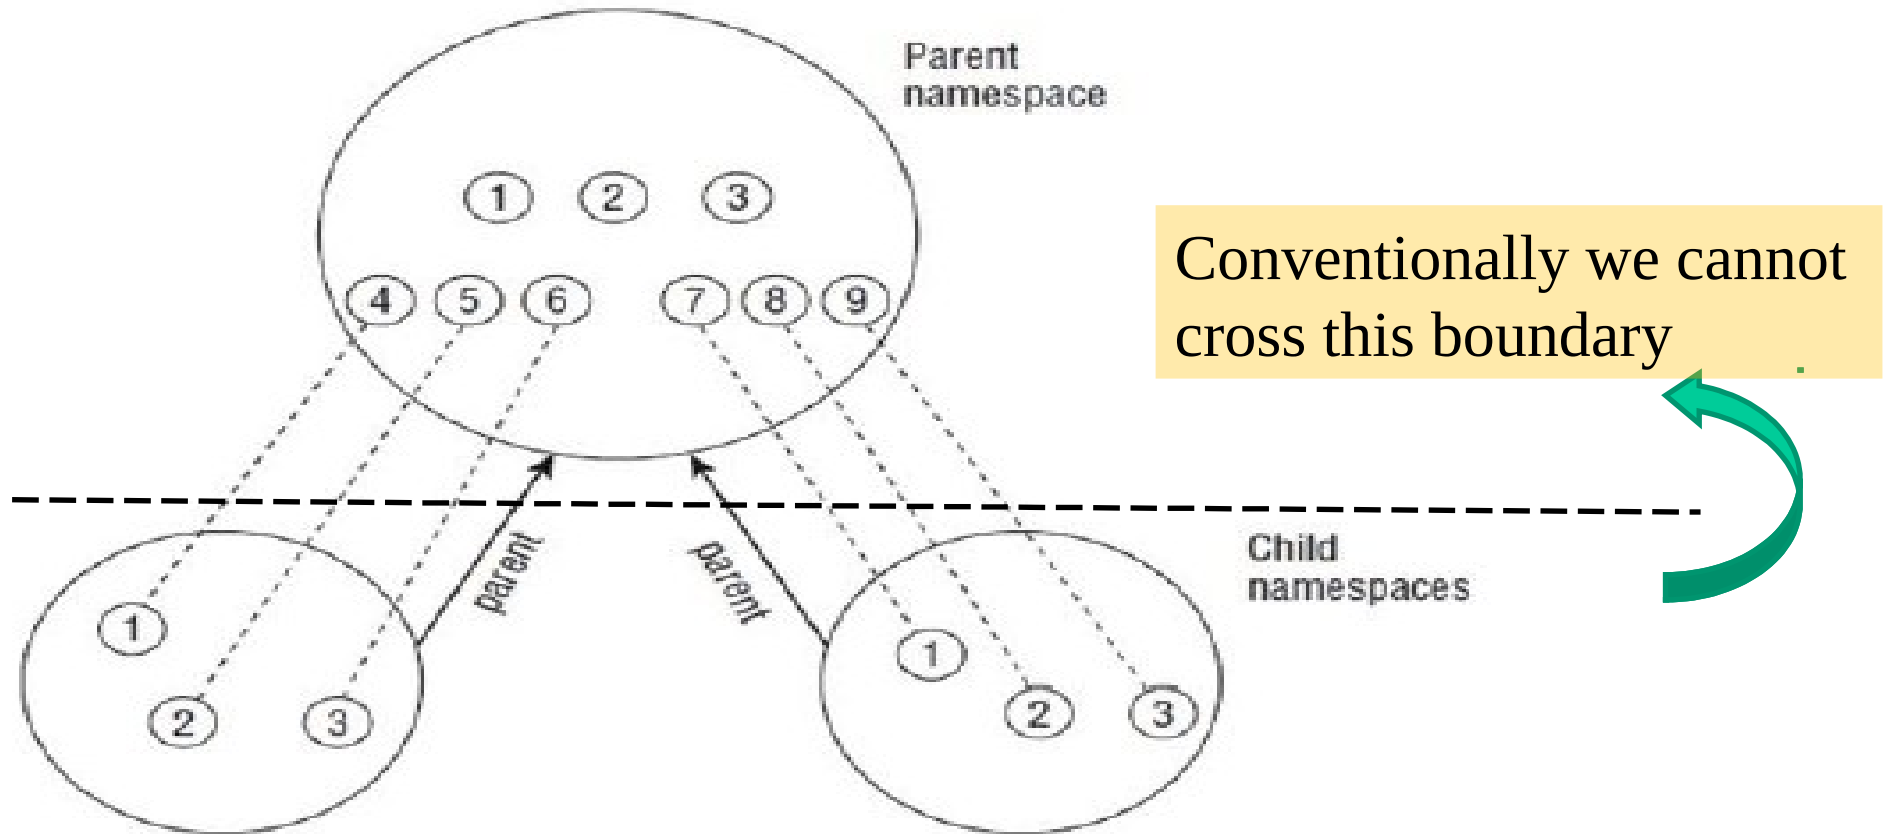 Parent
namespace
1 2 3
4 5 6 7 8 9
Conventionally we cannot
cross this boundary
parent
parent
Child
namespaces
1
2 3
1
2 3